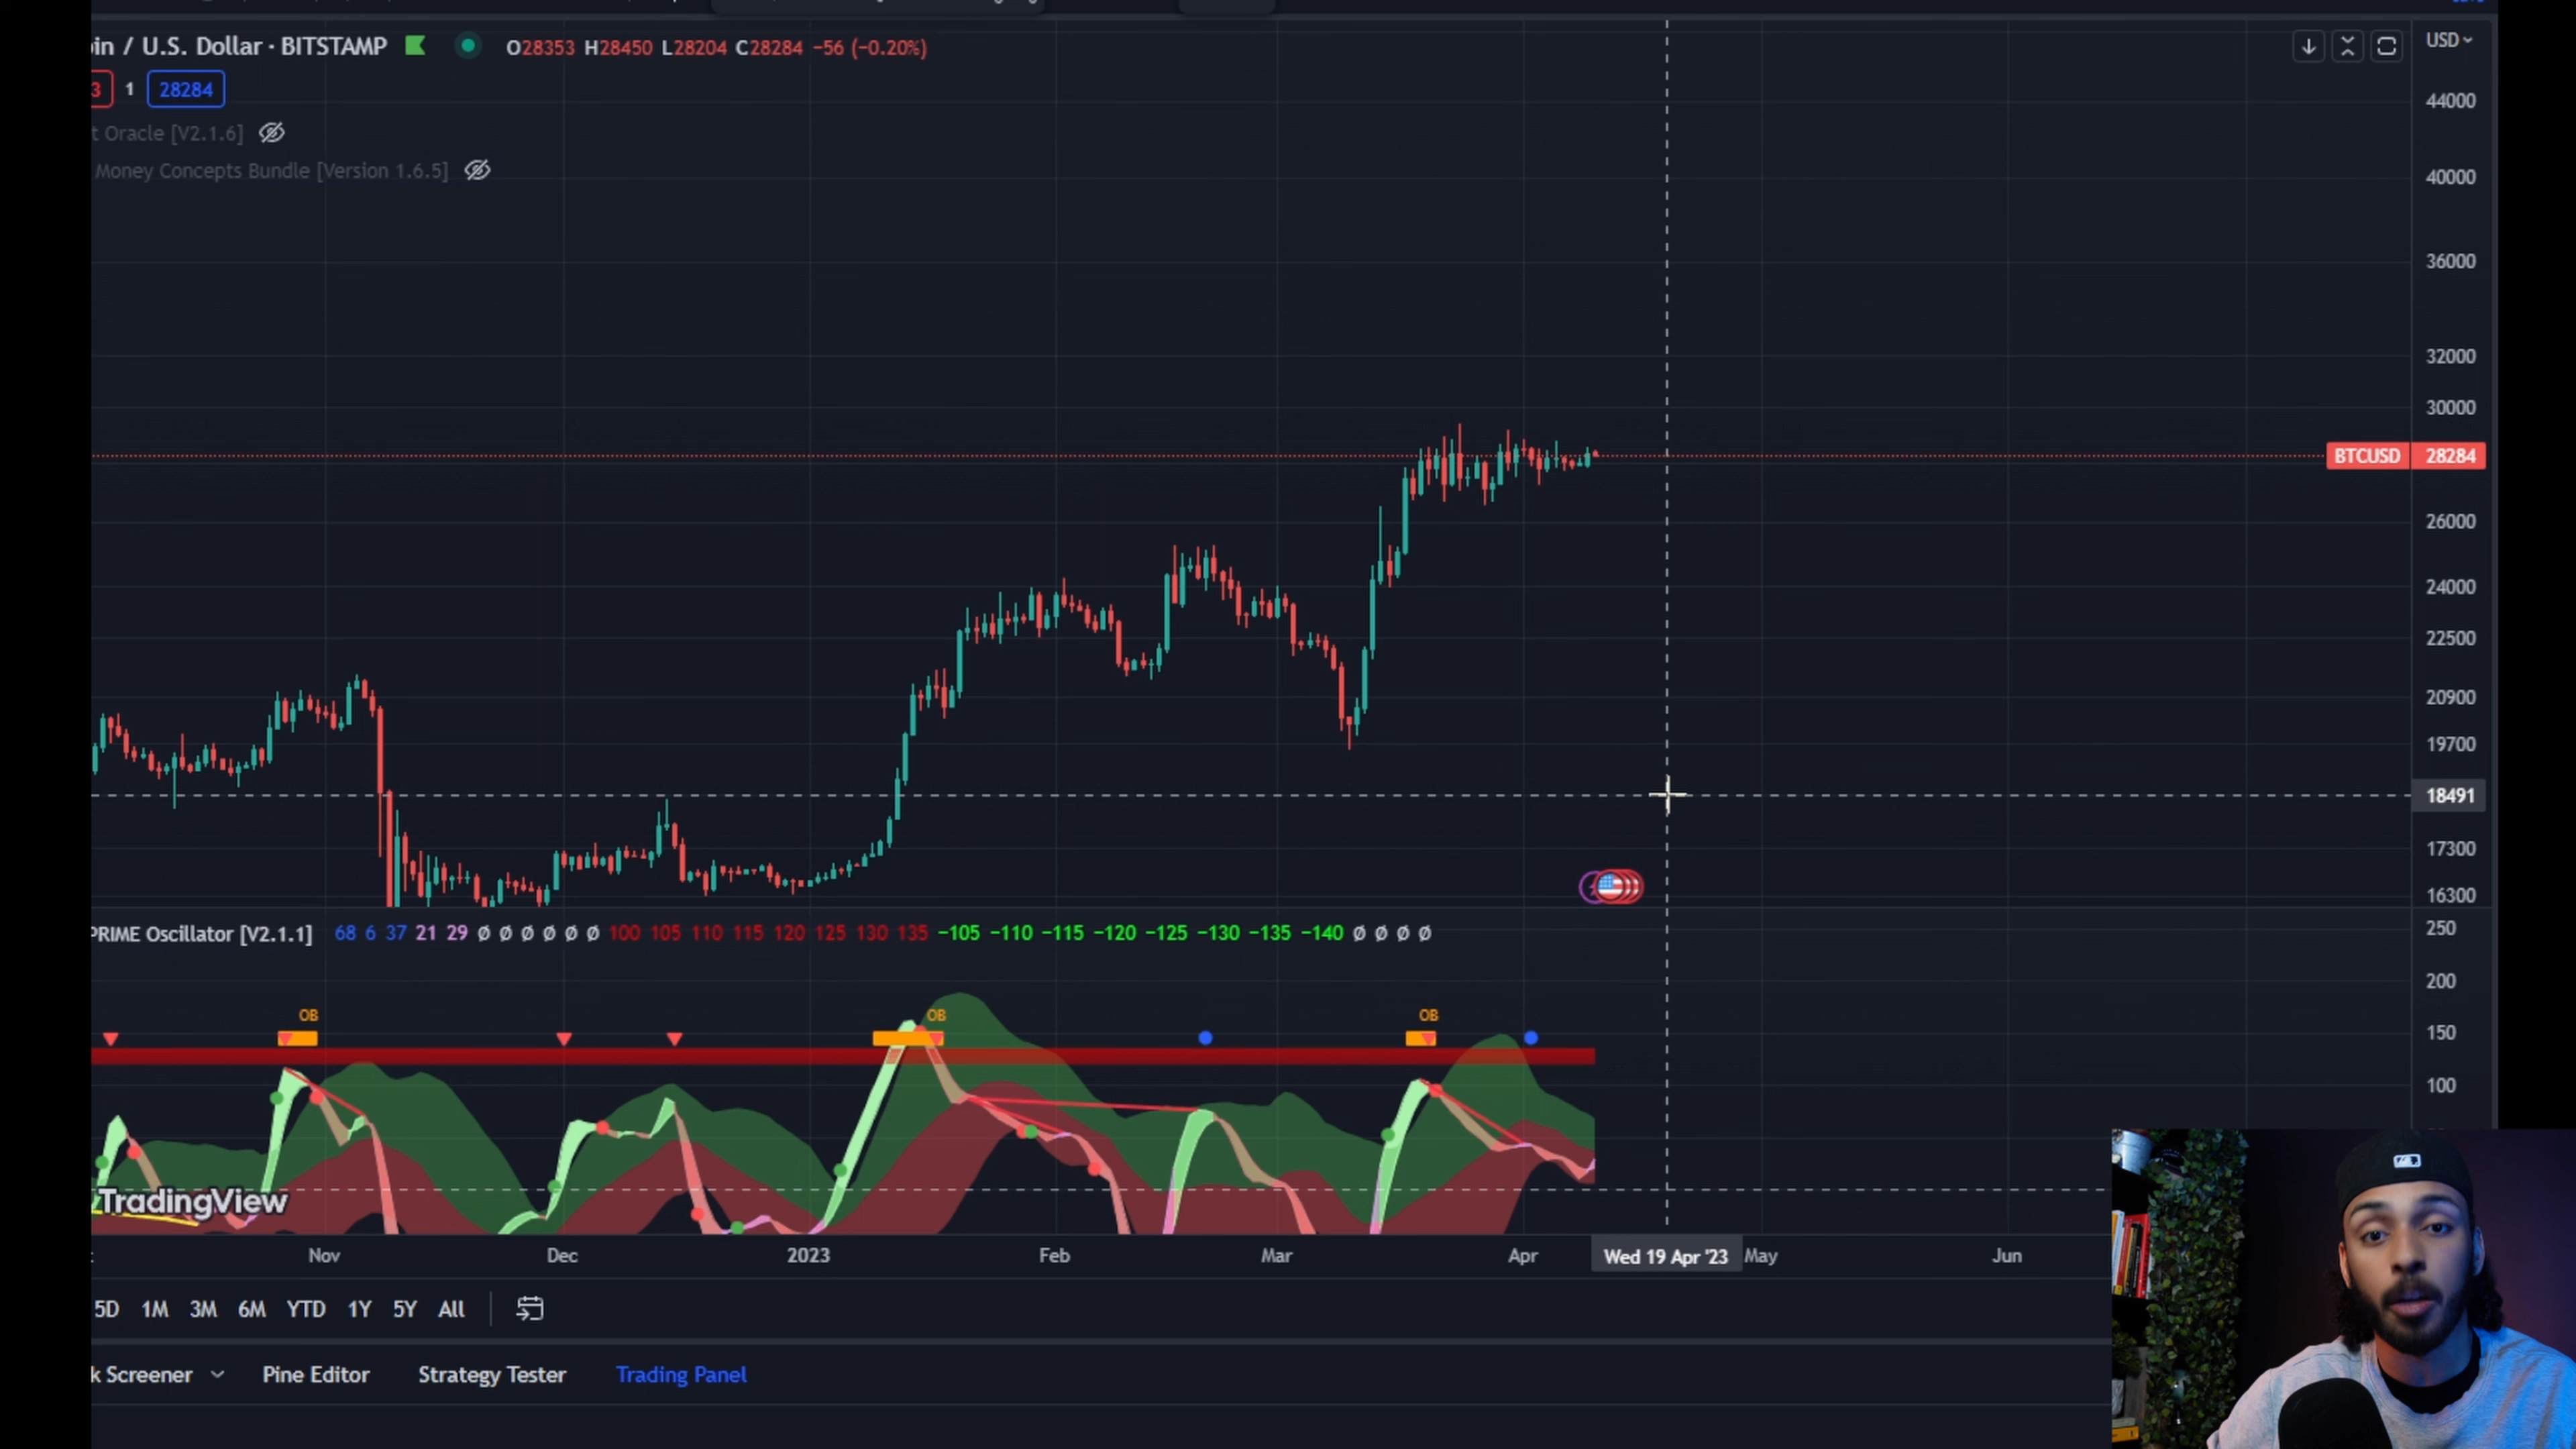 in / U.S. Dollar · BITSTAMP O28353 H28450 L28204 C28284 −56 (−0.20%)
USD
3 1 28284
t Oracle [V2.1.6]
Money Concepts Bundle [Version 1.6.5]
44000
40000
36000
32000
30000
BTCUSD 28284
26000
24000
22500
20900
19700
18491
17300
16300
PRIME Oscillator [V2.1.1] 68 6 37 21 29 Ø Ø Ø Ø Ø Ø 100 105 110 115 120 125 130 135 −105 −110 −115 −120 −125 −130 −135 −140 Ø Ø Ø Ø
250
200
OB OB OB
150
100
TradingView
Nov Dec 2023 Feb Mar Apr Wed 19 Apr '23 May Jun
5D 1M 3M 6M YTD 1Y 5Y All
k Screener Pine Editor Strategy Tester Trading Panel